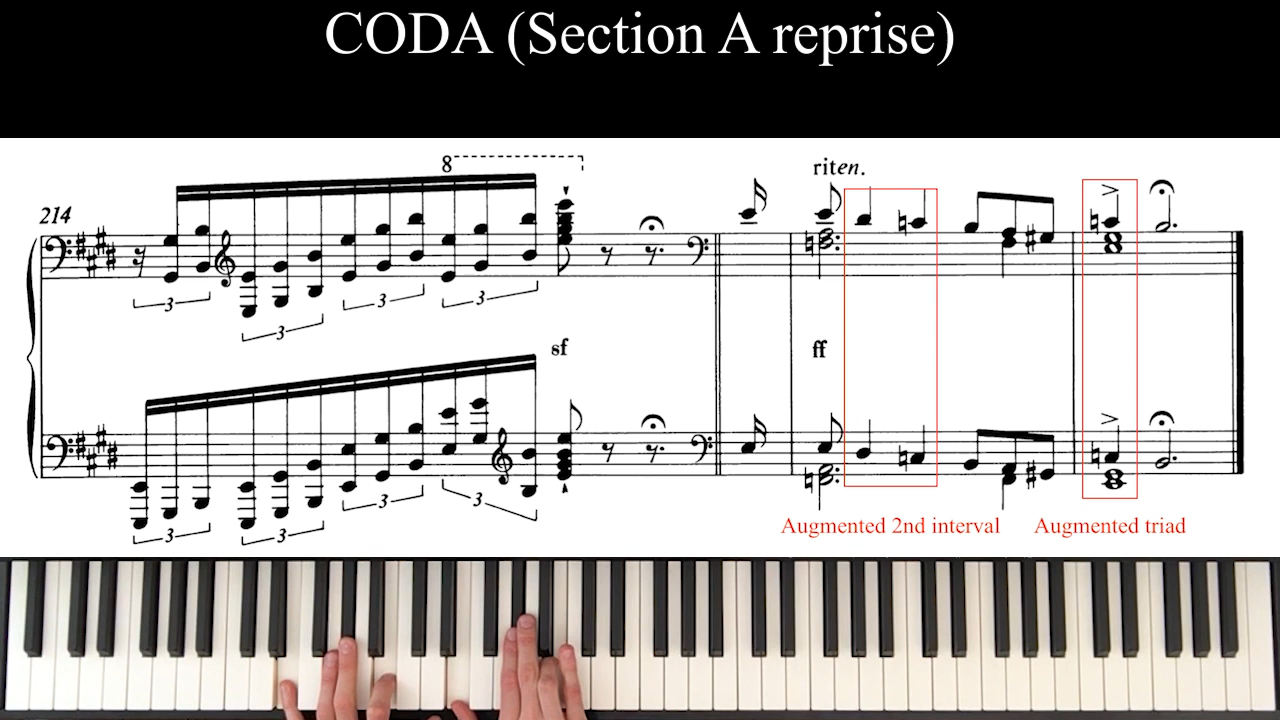 CODA (Section A reprise)
8
riten.
214
3
3
3
3
sf
ff
3
3
3
3
Augmented 2nd interval Augmented triad